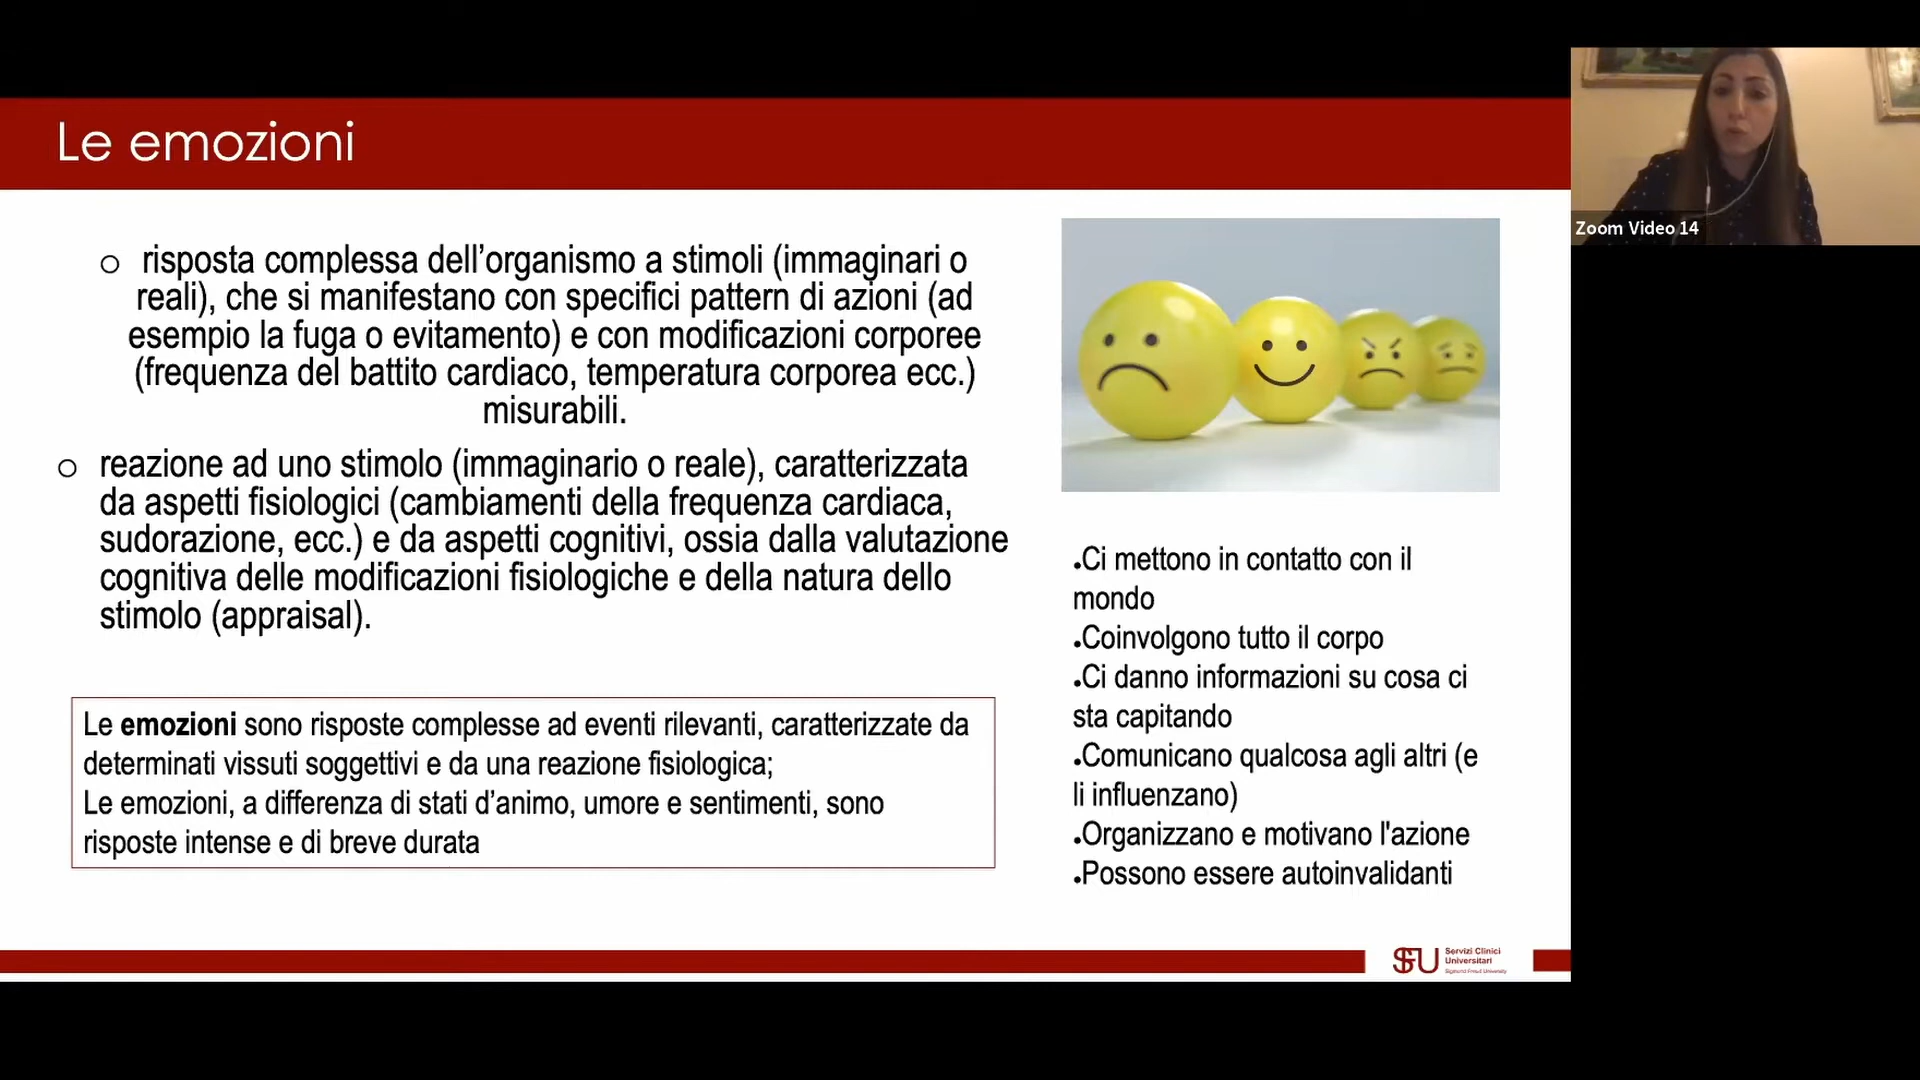 Le emozioni
o risposta complessa dell’organismo a stimoli (immaginari o
reali), che si manifestano con specifici pattern di azioni (ad
esempio la fuga o evitamento) e con modificazioni corporee
(frequenza del battito cardiaco, temperatura corporea ecc.)
misurabili.
o reazione ad uno stimolo (immaginario o reale), caratterizzata
da aspetti fisiologici (cambiamenti della frequenza cardiaca,
sudorazione, ecc.) e da aspetti cognitivi, ossia dalla valutazione
cognitiva delle modificazioni fisiologiche e della natura dello
stimolo (appraisal).
Le emozioni sono risposte complesse ad eventi rilevanti, caratterizzate da
determinati vissuti soggettivi e da una reazione fisiologica;
Le emozioni, a differenza di stati d’animo, umore e sentimenti, sono
risposte intense e di breve durata
•Ci mettono in contatto con il
mondo
•Coinvolgono tutto il corpo
•Ci danno informazioni su cosa ci
sta capitando
•Comunicano qualcosa agli altri (e
li influenzano)
•Organizzano e motivano l'azione
•Possono essere autoinvalidanti
SFU
Servizi Clinici
Universitari
Sigmund Freud University
Zoom Video 14